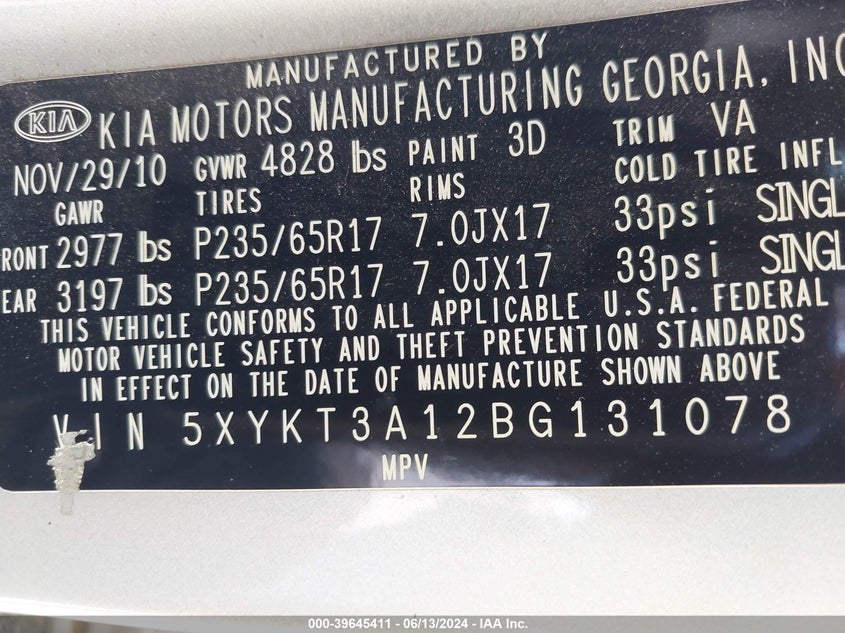 MANUFACTURED BY
KIA KIA MOTORS MANUFACTURING GEORGIA, INC
NOV/29/10 GVWR 4828 lbs PAINT 3D TRIM VA
GAWR TIRES RIMS COLD TIRE INFL
RONT 2977 lbs P235/65R17 7.0JX17 33psi SINGL
EAR 3197 lbs P235/65R17 7.0JX17 33psi SINGL
THIS VEHICLE CONFORMS TO ALL APPLICABLE U.S.A. FEDERAL
MOTOR VEHICLE SAFETY AND THEFT PREVENTION STANDARDS
IN EFFECT ON THE DATE OF MANUFACTURE SHOWN ABOVE
VIN 5XYKT3A12BG131078
MPV
000-39645411 - 06/13/2024 - IAA Inc.